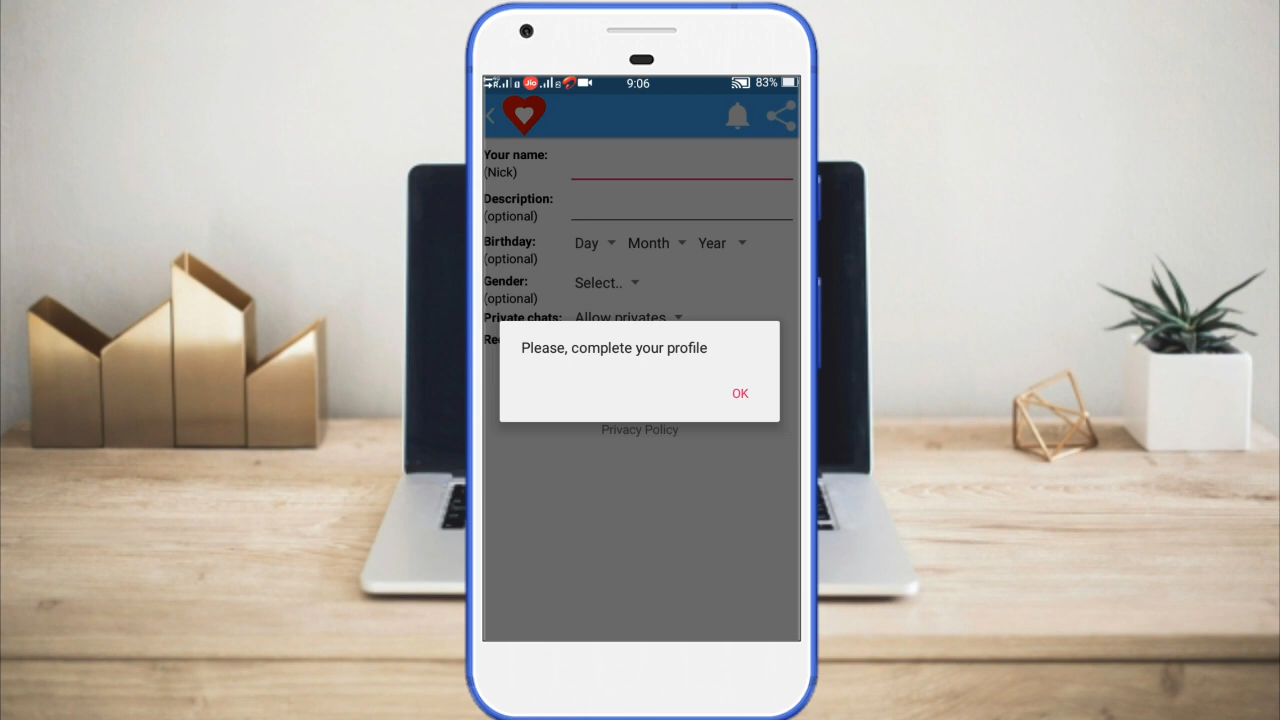 Jio
9:06
83%
Your name:
(Nick)
Description:
(optional)
Birthday:
(optional)
Day
Month
Year
Gender:
(optional)
Select..
Private chats:
Allow privates
Please, complete your profile
OK
Privacy Policy